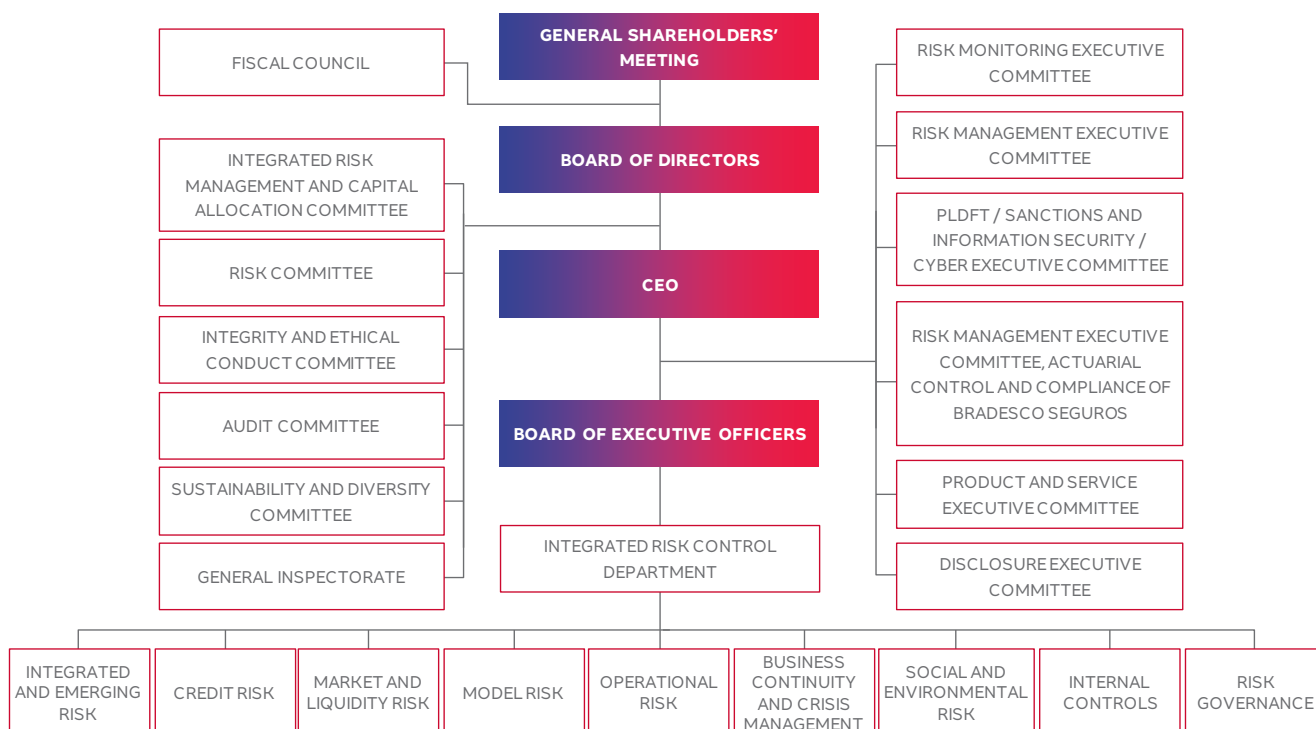 GENERAL SHAREHOLDERS'
MEETING
FISCAL COUNCIL
BOARD OF DIRECTORS
INTEGRATED RISK
MANAGEMENT AND CAPITAL
ALLOCATION COMMITTEE
RISK COMMITTEE
INTEGRITY AND ETHICAL
CONDUCT COMMITTEE
AUDIT COMMITTEE
SUSTAINABILITY AND DIVERSITY
COMMITTEE
GENERAL INSPECTORATE
CEO
RISK MONITORING EXECUTIVE
COMMITTEE
RISK MANAGEMENT EXECUTIVE
COMMITTEE
PLDFT / SANCTIONS AND
INFORMATION SECURITY /
CYBER EXECUTIVE COMMITTEE
RISK MANAGEMENT EXECUTIVE
COMMITTEE, ACTUARIAL
CONTROL AND COMPLIANCE OF
BRADESCO SEGUROS
PRODUCT AND SERVICE
EXECUTIVE COMMITTEE
DISCLOSURE EXECUTIVE
COMMITTEE
BOARD OF EXECUTIVE OFFICERS
INTEGRATED RISK CONTROL
DEPARTMENT
INTEGRATED
AND EMERGING
RISK
CREDIT RISK
MARKET AND
LIQUIDITY RISK
MODEL RISK
OPERATIONAL
RISK
BUSINESS
CONTINUITY
AND CRISIS
MANAGEMENT
SOCIAL AND
ENVIRONMENTAL
RISK
INTERNAL
CONTROLS
RISK
GOVERNANCE